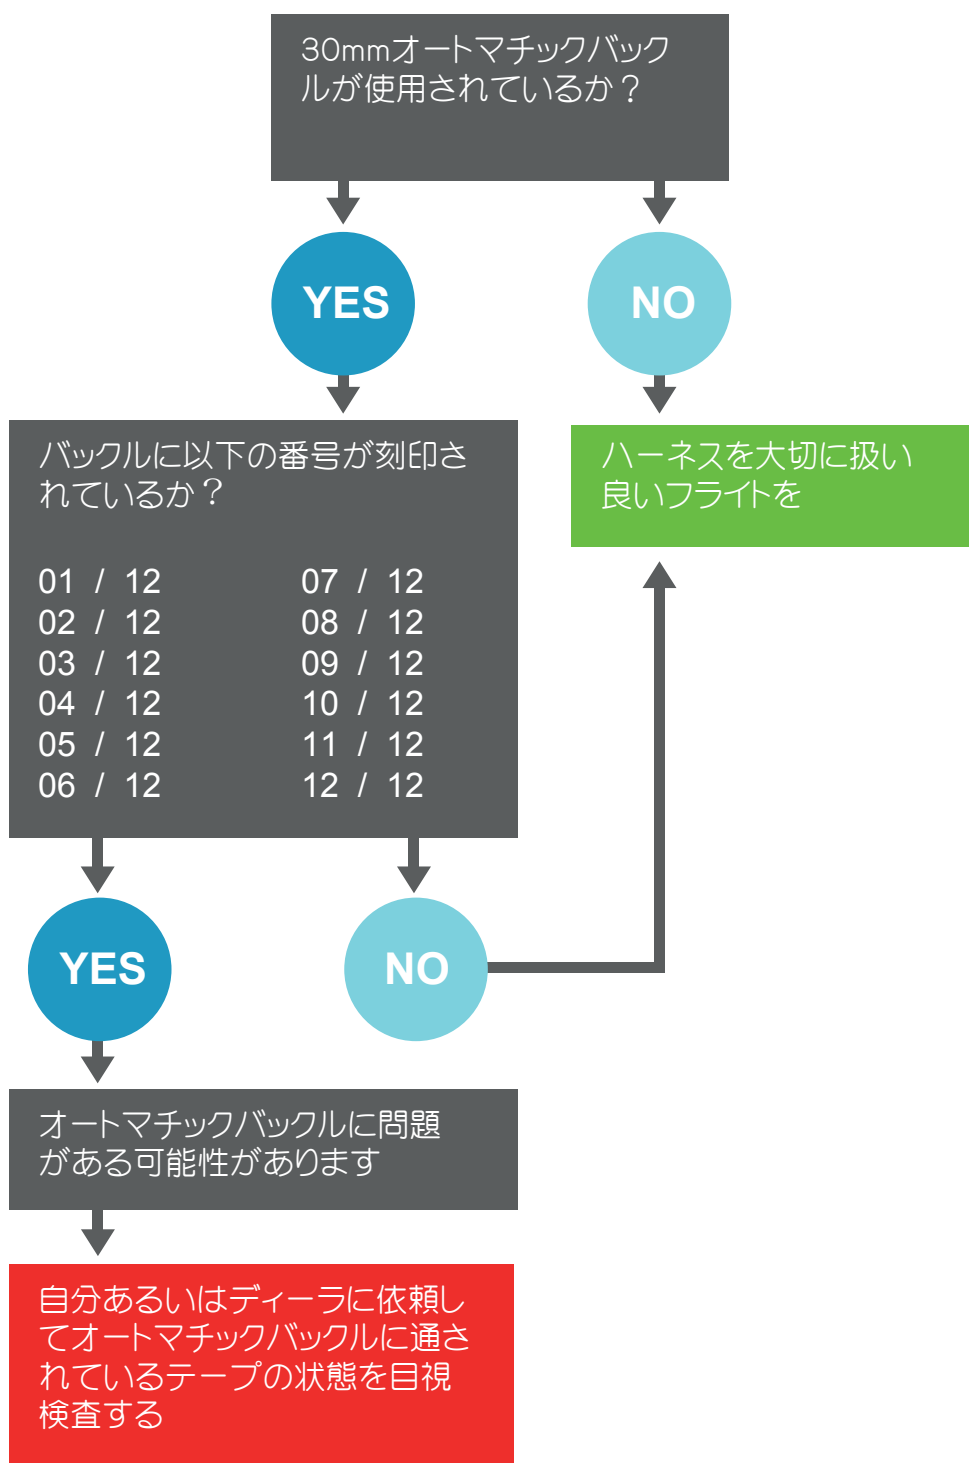 30mmオートマチックバック
ルが使用されているか？
YES
NO
バックルに以下の番号が刻印さ
れているか？
01 / 12
02 / 12
03 / 12
04 / 12
05 / 12
06 / 12
07 / 12
08 / 12
09 / 12
10 / 12
11 / 12
12 / 12
ハーネスを大切に扱い
良いフライトを
YES
NO
オートマチックバックルに問題
がある可能性があります
自分あるいはディーラに依頼し
てオートマチックバックルに通さ
れているテープの状態を目視
検査する